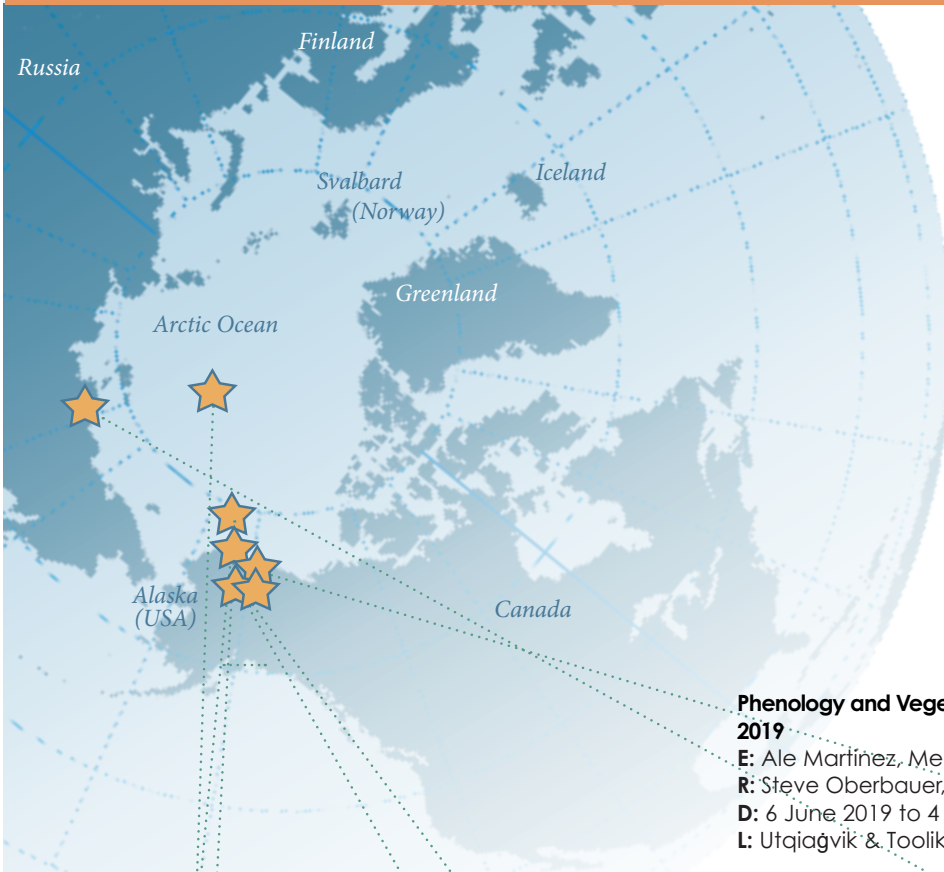 Finland
Russia
Svalbard
(Norway)
Iceland
Greenland
Arctic Ocean
Alaska
(USA)
Canada
Phenology and Vege
2019
E: Ale Martínez, Me
R: Steve Oberbauer,
D: 6 June 2019 to 4
L: Utqiaġvik & Toolik